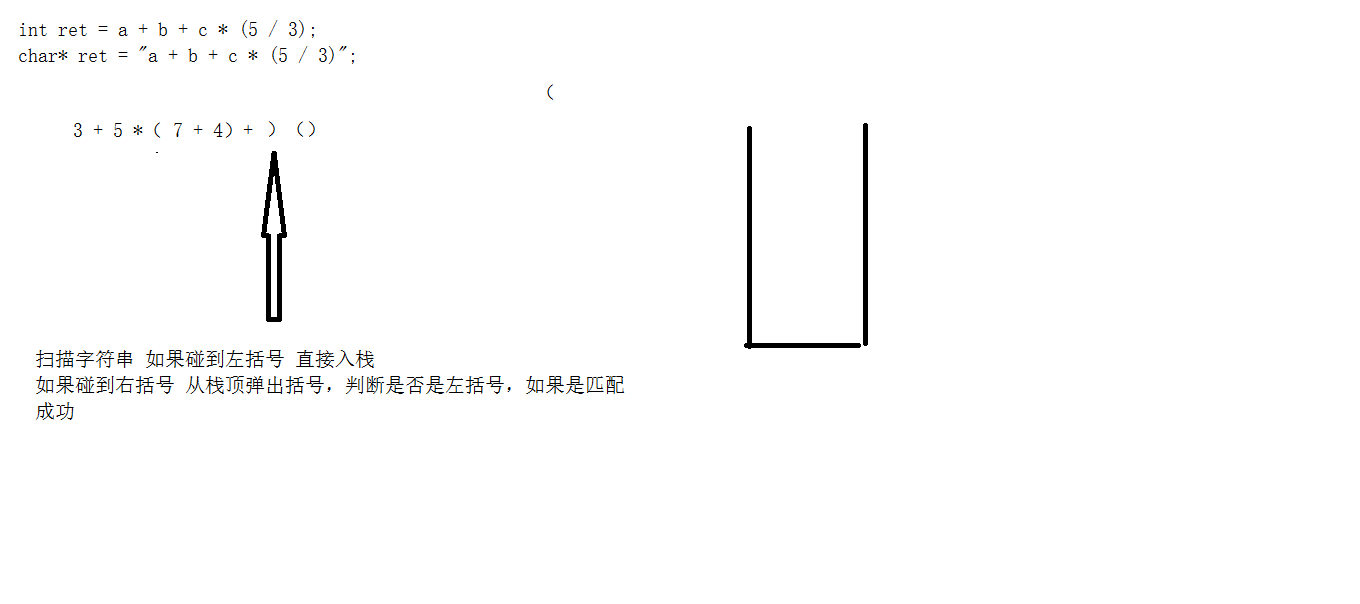 int ret = a + b + c * (5 / 3);
char* ret = "a + b + c * (5 / 3)";
(
3 + 5 * ( 7 + 4) + ) ()
扫描字符串 如果碰到左括号 直接入栈
如果碰到右括号 从栈顶弹出括号，判断是否是左括号，如果是匹配
成功